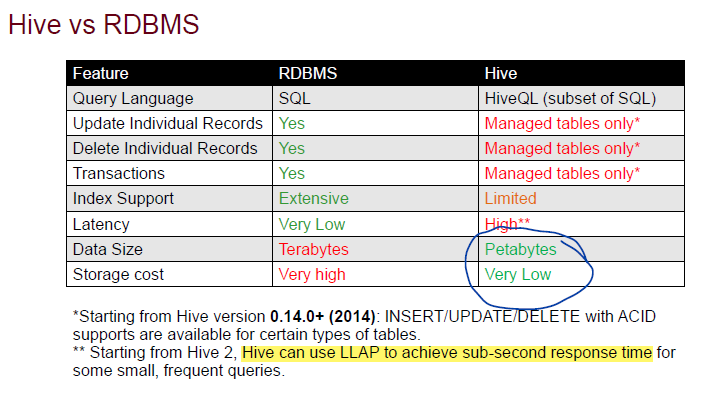 Hive vs RDBMS
Feature RDBMS Hive
Query Language SQL HiveQL (subset of SQL)
Update Individual Records Yes Managed tables only*
Delete Individual Records Yes Managed tables only*
Transactions Yes Managed tables only*
Index Support Extensive Limited
Latency Very Low High**
Data Size Terabytes Petabytes
Storage cost Very high Very Low
*Starting from Hive version 0.14.0+ (2014): INSERT/UPDATE/DELETE with ACID
supports are available for certain types of tables.
** Starting from Hive 2, Hive can use LLAP to achieve sub-second response time for
some small, frequent queries.